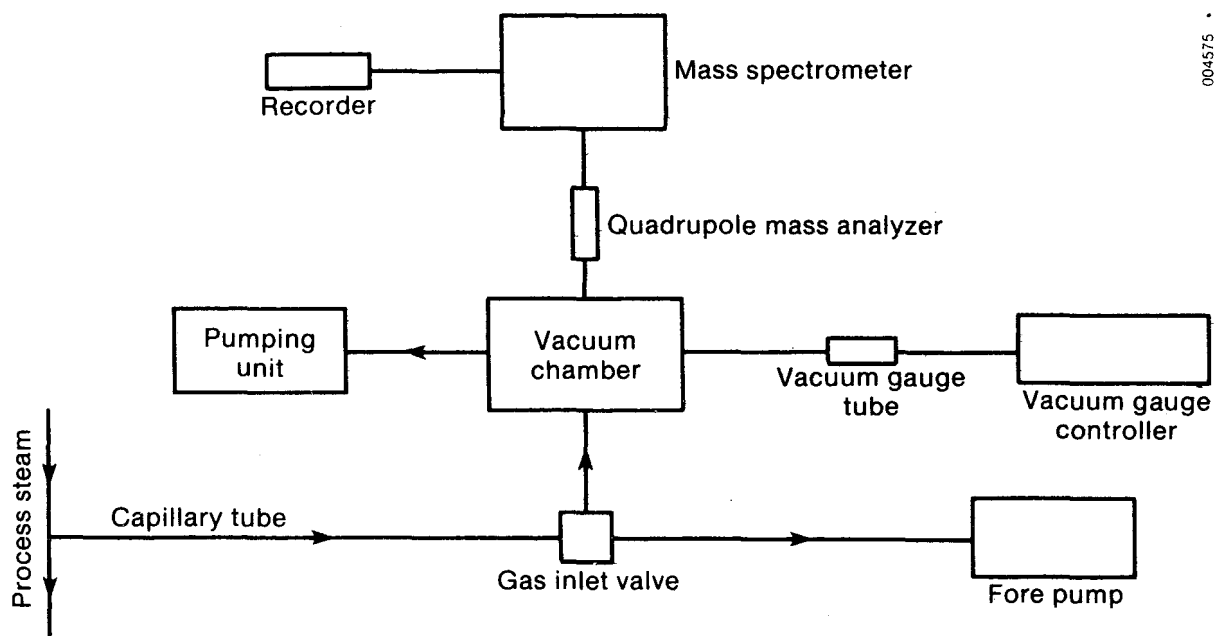 004575
Mass spectrometer
Recorder
Quadrupole mass analyzer
Pumping
unit
Vacuum
chamber
Vacuum gauge
tube
Vacuum gauge
controller
Process steam
Capillary tube
Gas inlet valve
Fore pump